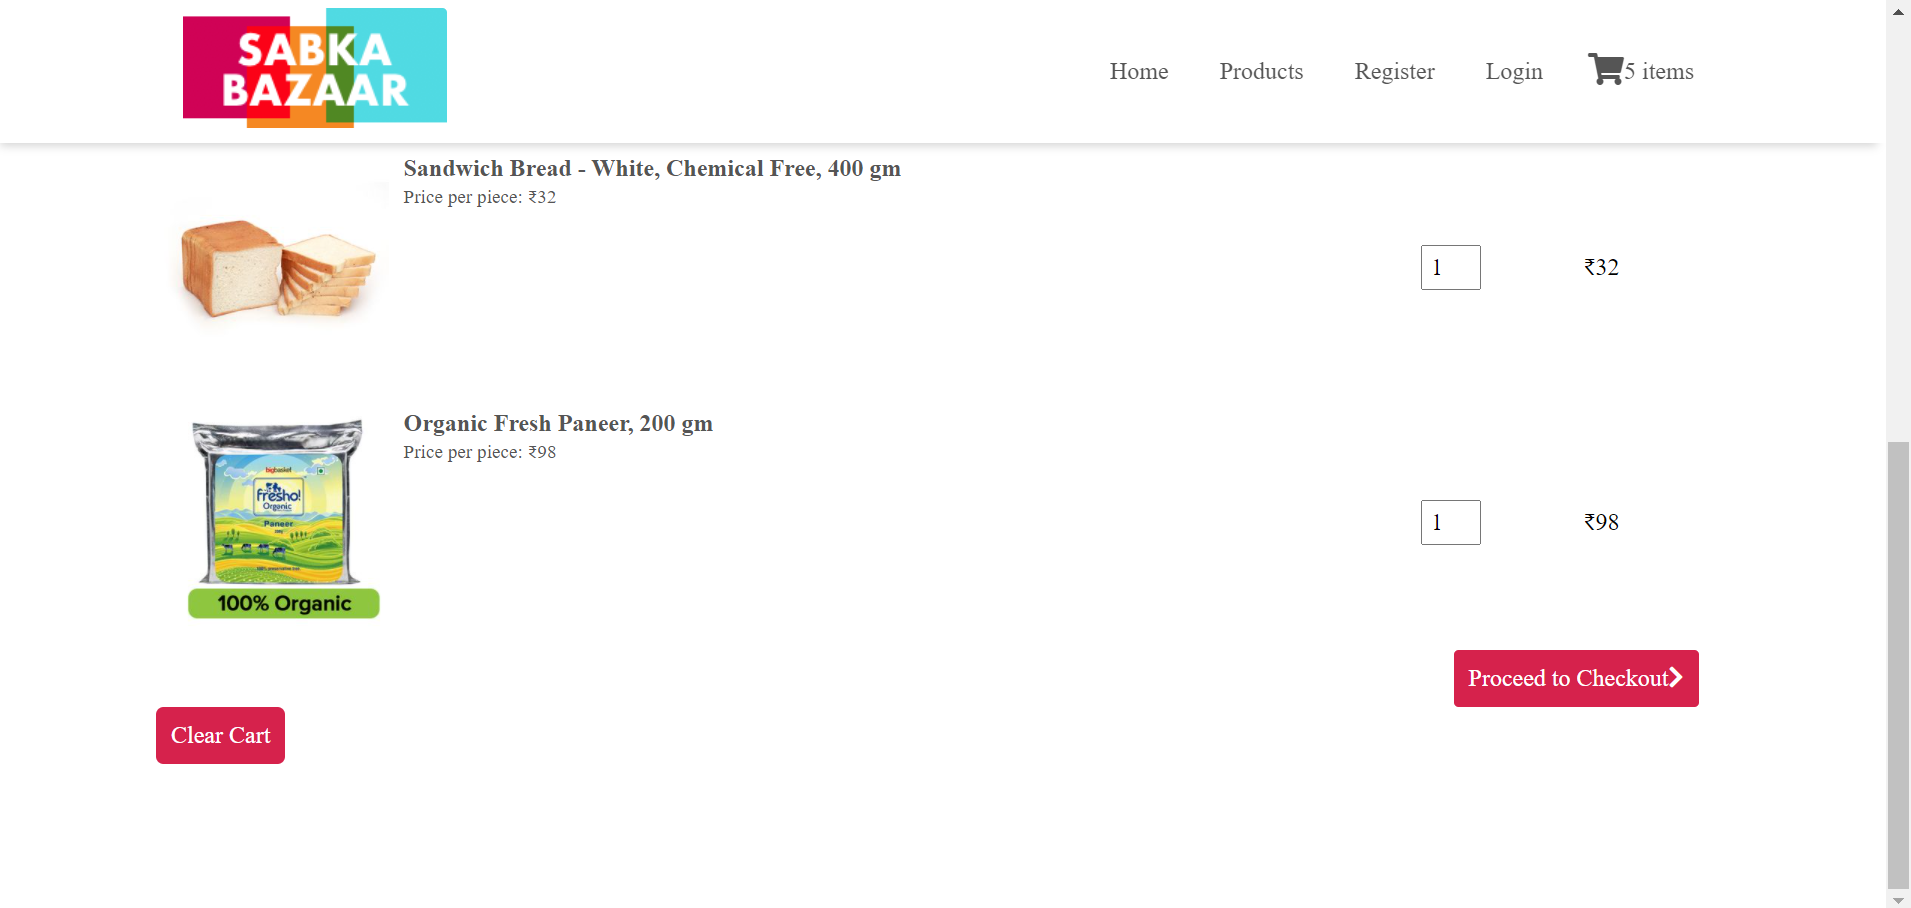 SABKA
BAZAAR
Home
Products
Register
Login
5 items
Sandwich Bread - White, Chemical Free, 400 gm
Price per piece: ₹32
1
₹32
Organic Fresh Paneer, 200 gm
Price per piece: ₹98
bigbasket
fresho!
Organic
Paneer
100% Organic
1
₹98
Proceed to Checkout
Clear Cart